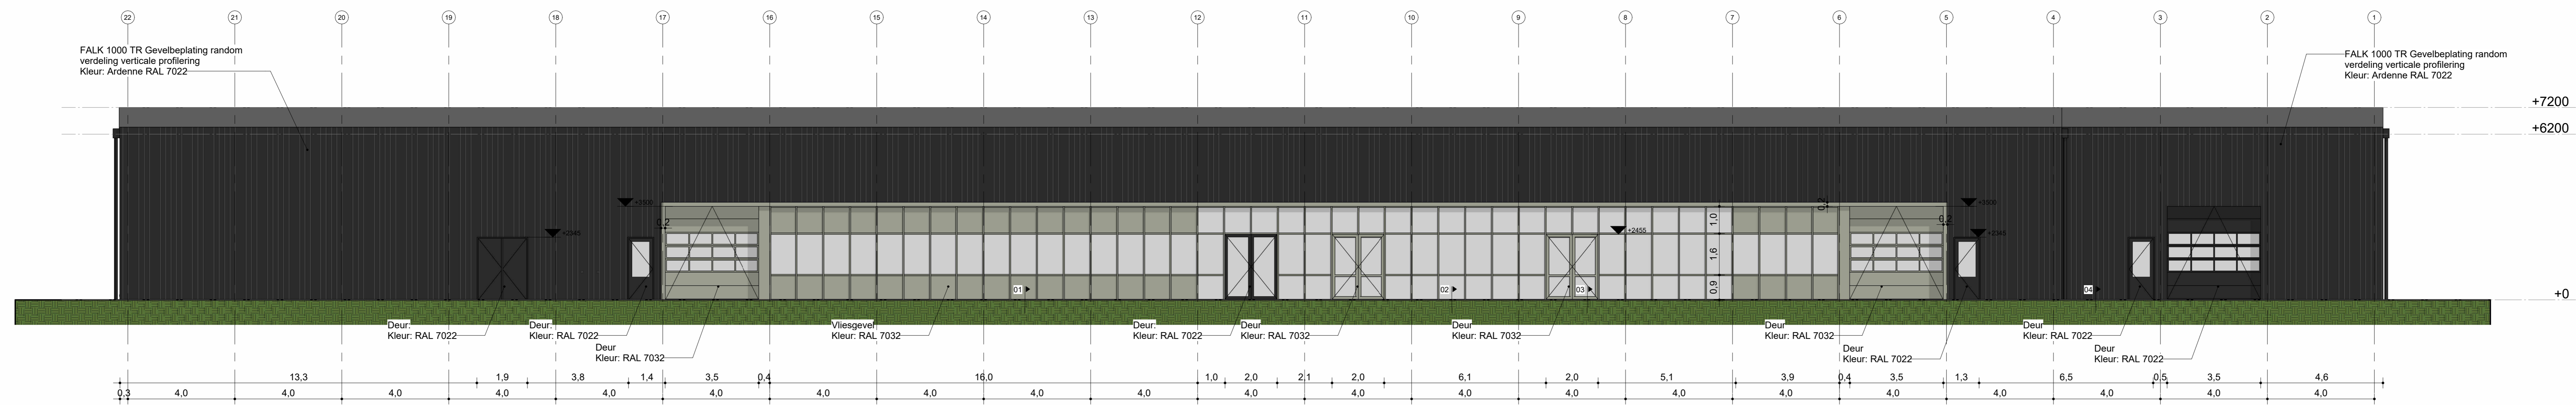 22 21 20 19 18 17 16 15 14 13 12 11 10 9 8 7 6 5 4 3 2 1
FALK 1000 TR Gevelbeplating random
verdeling verticale profilering
Kleur: Ardenne RAL 7022
FALK 1000 TR Gevelbeplating random
verdeling verticale profilering
Kleur: Ardenne RAL 7022
+7200
+6200
+3500
+2345
0,2
+2455
0,2
1,0
1,6
0,9
+3500
0,2
+2345
01
02
03
04
+0
Deur:
Kleur: RAL 7022
Deur:
Kleur: RAL 7022
Deur
Kleur: RAL 7032
Vliesgevel
Kleur: RAL 7032
Deur:
Kleur: RAL 7022
Deur
Kleur: RAL 7032
Deur
Kleur: RAL 7032
Deur
Kleur: RAL 7032
Deur
Kleur: RAL 7022
Deur
Kleur: RAL 7022
Deur
Kleur: RAL 7022
13,3 1,9 3,8 1,4 3,5 0,4 16,0 1,0 2,0 2,1 2,0 6,1 2,0 5,1 3,9 0,4 3,5 1,3 6,5 0,5 3,5 4,6
0,3 4,0 4,0 4,0 4,0 4,0 4,0 4,0 4,0 4,0 4,0 4,0 4,0 4,0 4,0 4,0 4,0 4,0 4,0 4,0 4,0 4,0